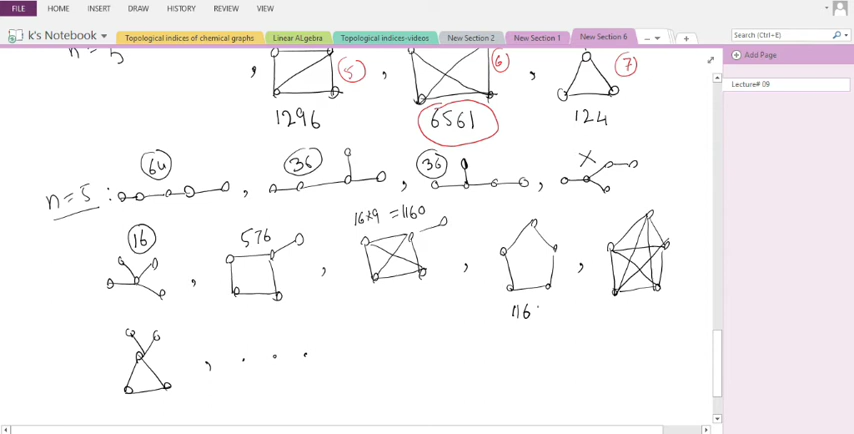 FILE HOME INSERT DRAW HISTORY REVIEW VIEW
k's Notebook Topological indices of chemical graphs Linear ALgebra Topological indices-videos New Section 2 New Section 1 New Section 6 Search (Ctrl+E)
Add Page
Lecture# 09
n = 5
, 5 , 6 , 7
1296 6561 124
n=5 : 64 , 36 , 36 , X
16 , 576 , 16x9 = 1160 , 116 ,
, . . .